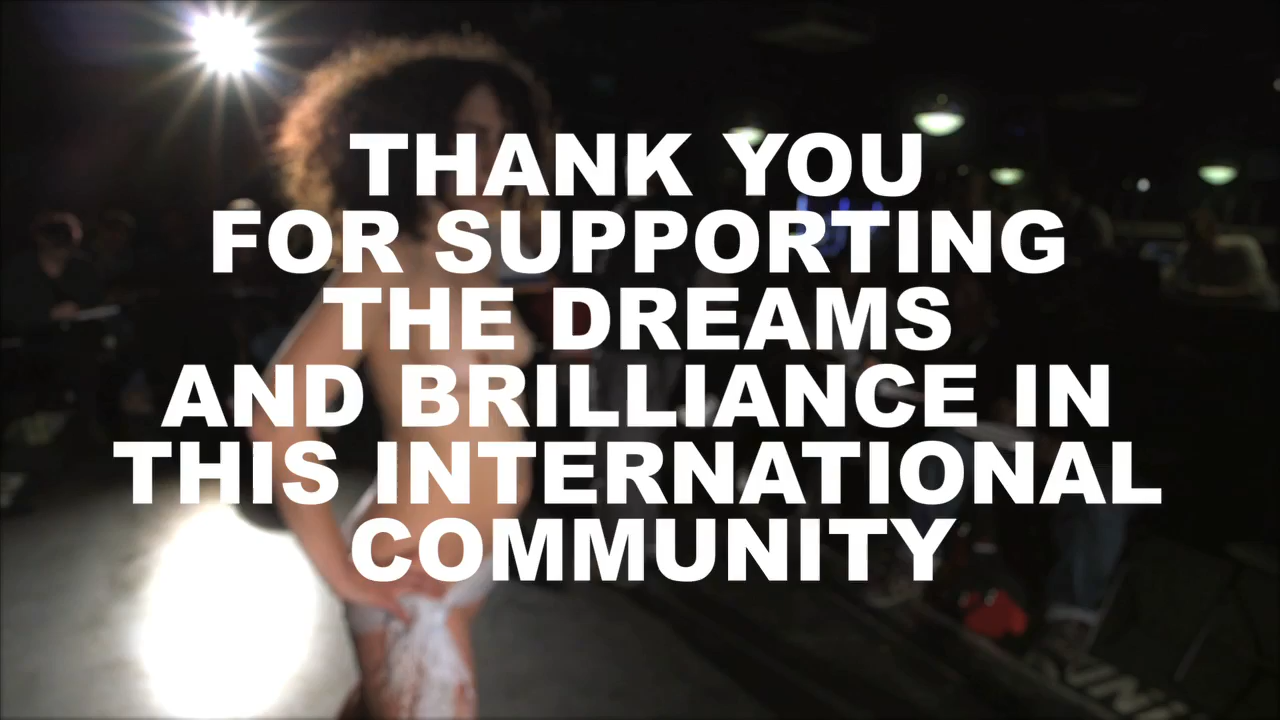 THANK YOU
FOR SUPPORTING
THE DREAMS
AND BRILLIANCE IN
THIS INTERNATIONAL
COMMUNITY